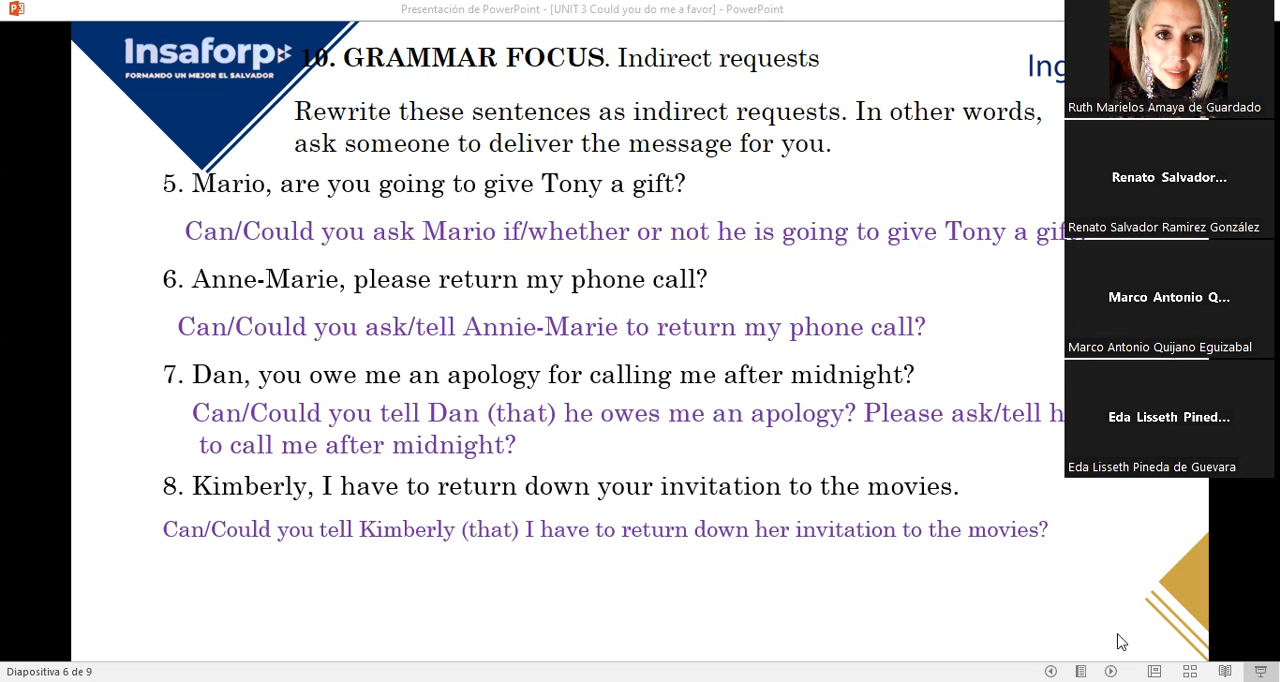 Presentación de PowerPoint - [UNIT 3 Could you do me a favor] - PowerPoint
Insaforp
FORMANDO UN MEJOR EL SALVADOR
10. GRAMMAR FOCUS. Indirect requests
Ing
Rewrite these sentences as indirect requests. In other words,
ask someone to deliver the message for you.
5. Mario, are you going to give Tony a gift?
Can/Could you ask Mario if/whether or not he is going to give Tony a gif
6. Anne-Marie, please return my phone call?
Can/Could you ask/tell Annie-Marie to return my phone call?
7. Dan, you owe me an apology for calling me after midnight?
Can/Could you tell Dan (that) he owes me an apology? Please ask/tell h
to call me after midnight?
8. Kimberly, I have to return down your invitation to the movies.
Can/Could you tell Kimberly (that) I have to return down her invitation to the movies?
Ruth Marielos Amaya de Guardado
Renato Salvador...
Renato Salvador Ramirez González
Marco Antonio Q...
Marco Antonio Quijano Eguizabal
Eda Lisseth Pined...
Eda Lisseth Pineda de Guevara
Diapositiva 6 de 9